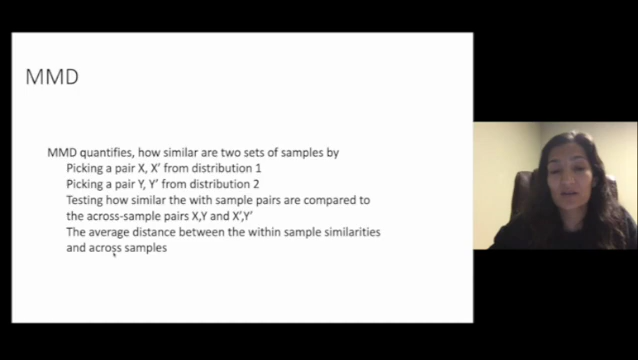 MMD
MMD quantifies, how similar are two sets of samples by
Picking a pair X, X’ from distribution 1
Picking a pair Y, Y’ from distribution 2
Testing how similar the with sample pairs are compared to
the across-sample pairs X,Y and X’,Y’
The average distance between the within sample similarities
and across samples